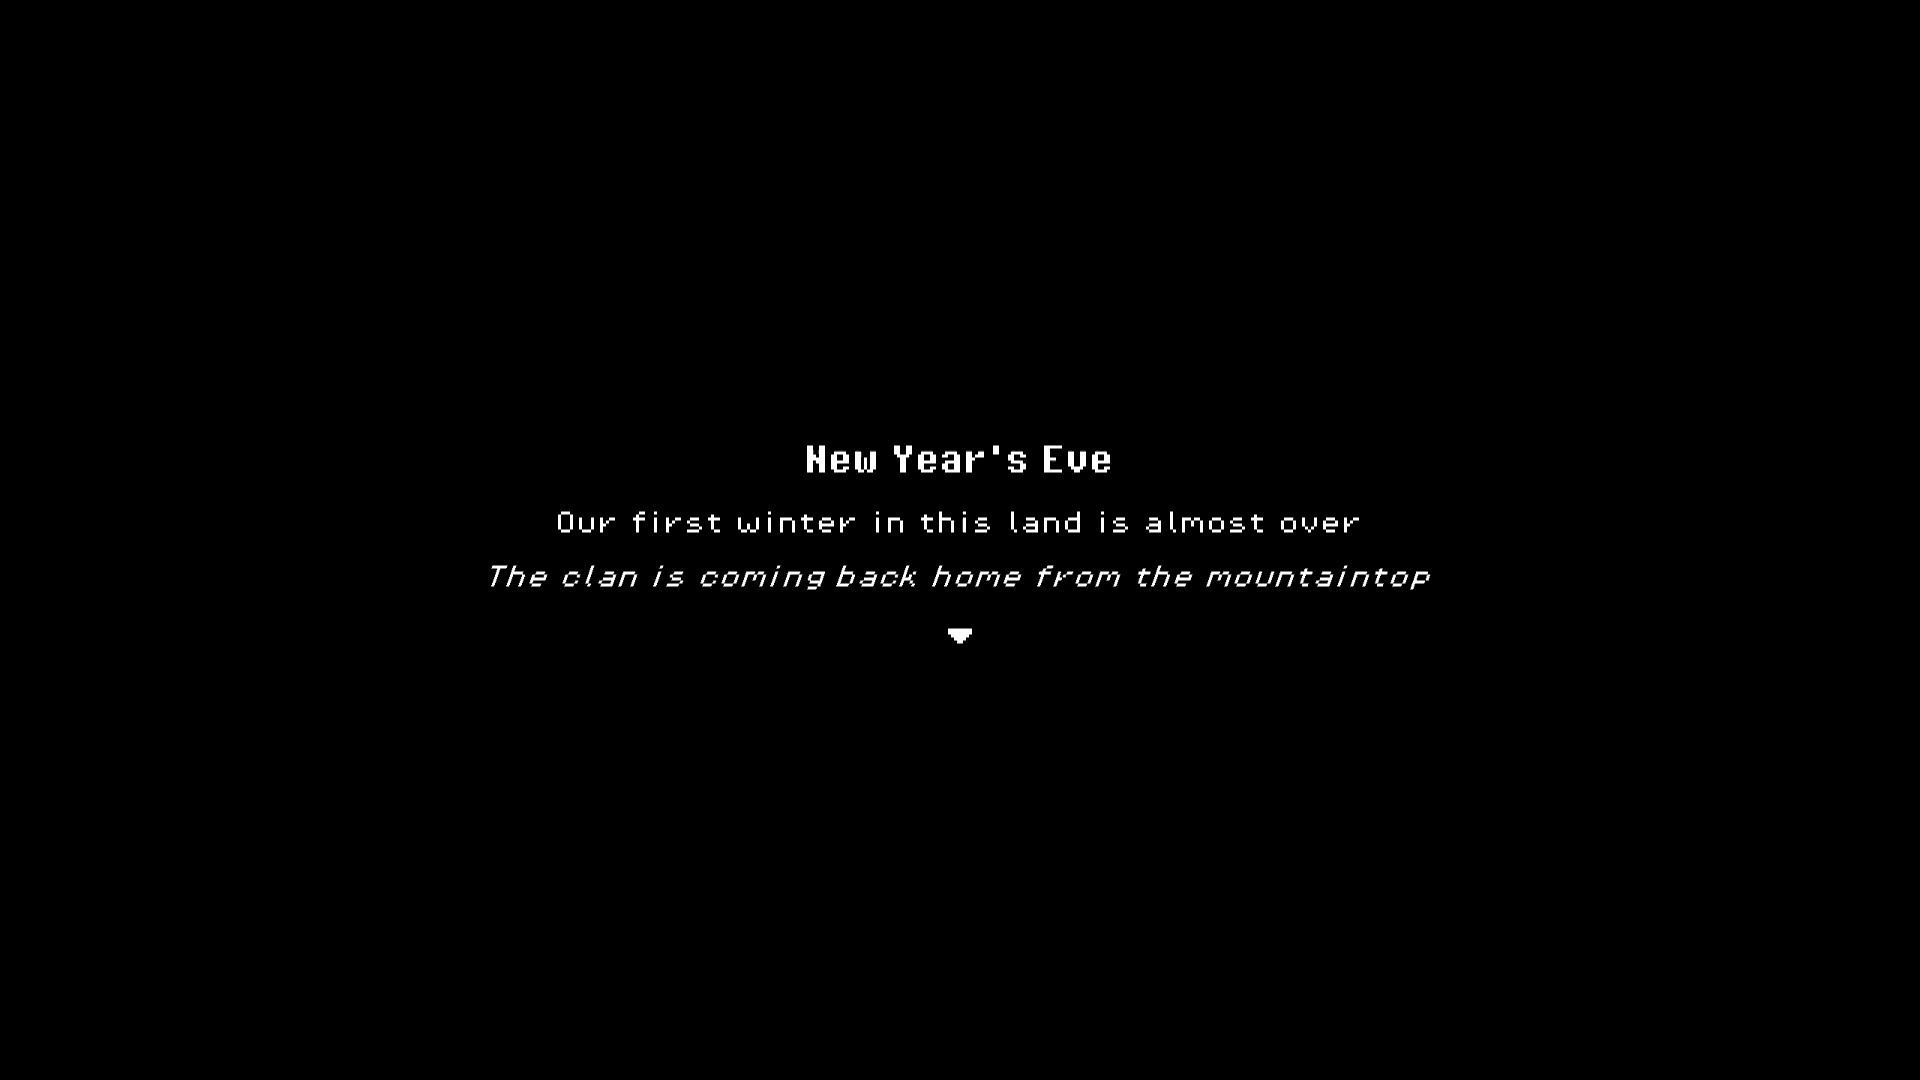 New Year's Eve
Our first winter in this land is almost over
The clan is coming back home from the mountaintop